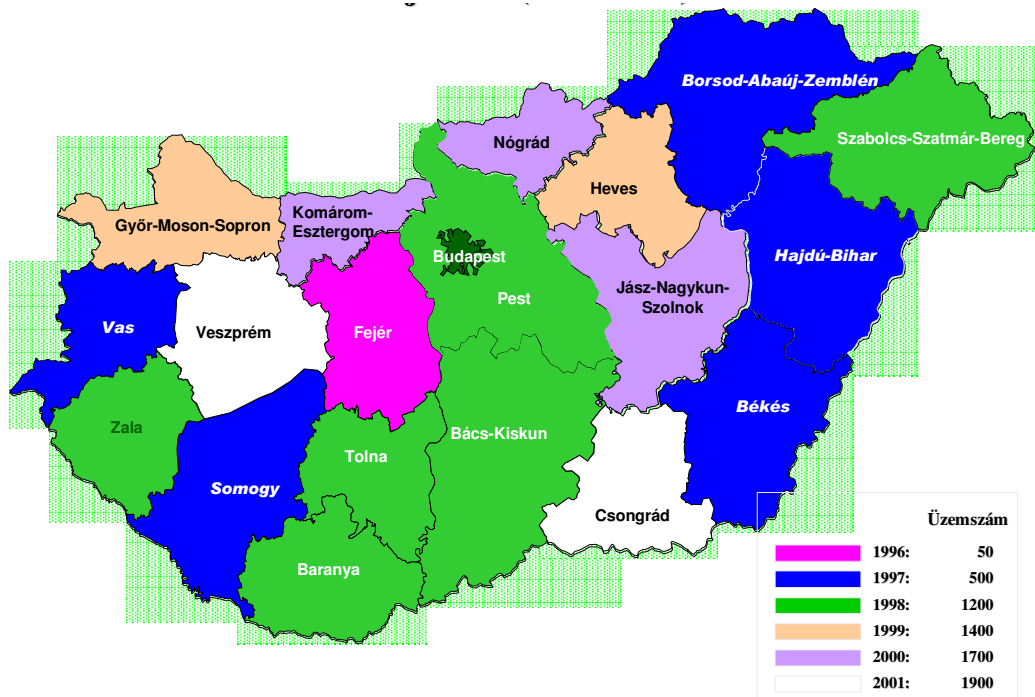 Borsod-Abaúj-Zemblén
Szabolcs-Szatmár-Bereg
Nógrád
Heves
Győr-Moson-Sopron
Komárom-
Esztergom
Budapest
Hajdú-Bihar
Jász-Nagykun-
Szolnok
Pest
Vas
Veszprém
Fejér
Békés
Zala
Bács-Kiskun
Tolna
Somogy
Csongrád
Baranya
Üzemszám
1996: 50
1997: 500
1998: 1200
1999: 1400
2000: 1700
2001: 1900